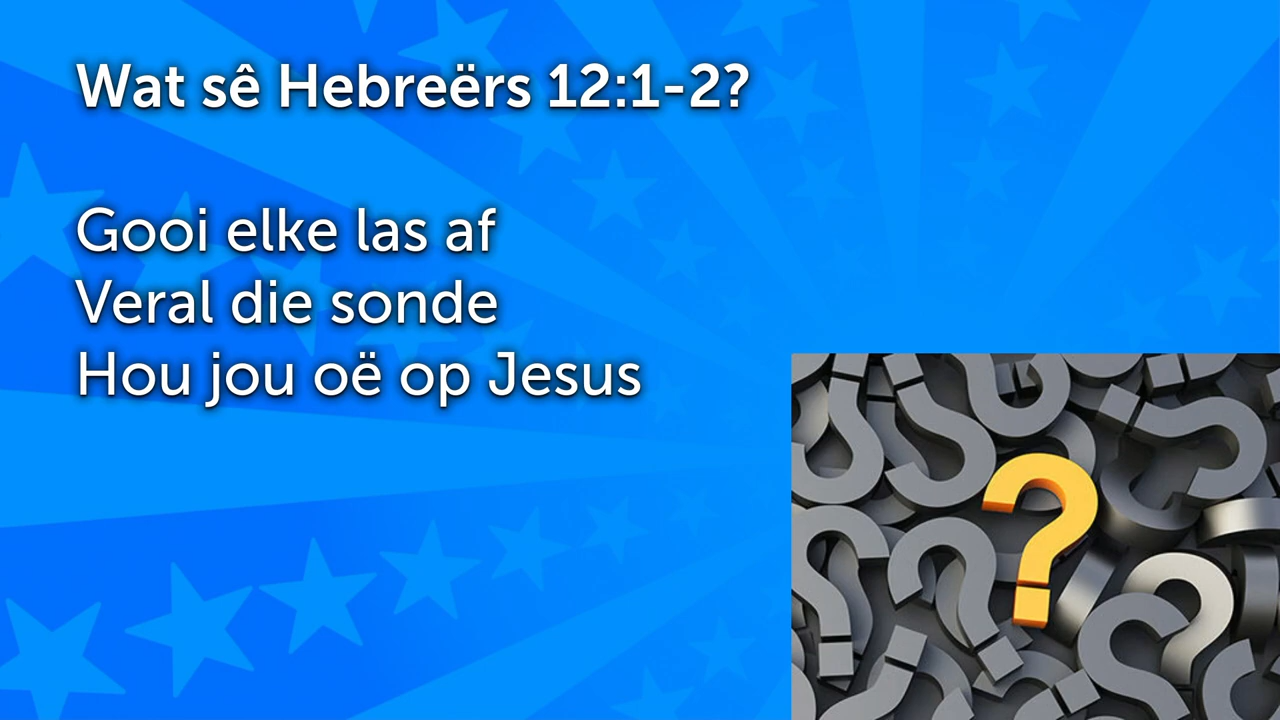 Wat sê Hebreërs 12:1-2?
Gooi elke las af
Veral die sonde
Hou jou oë op Jesus